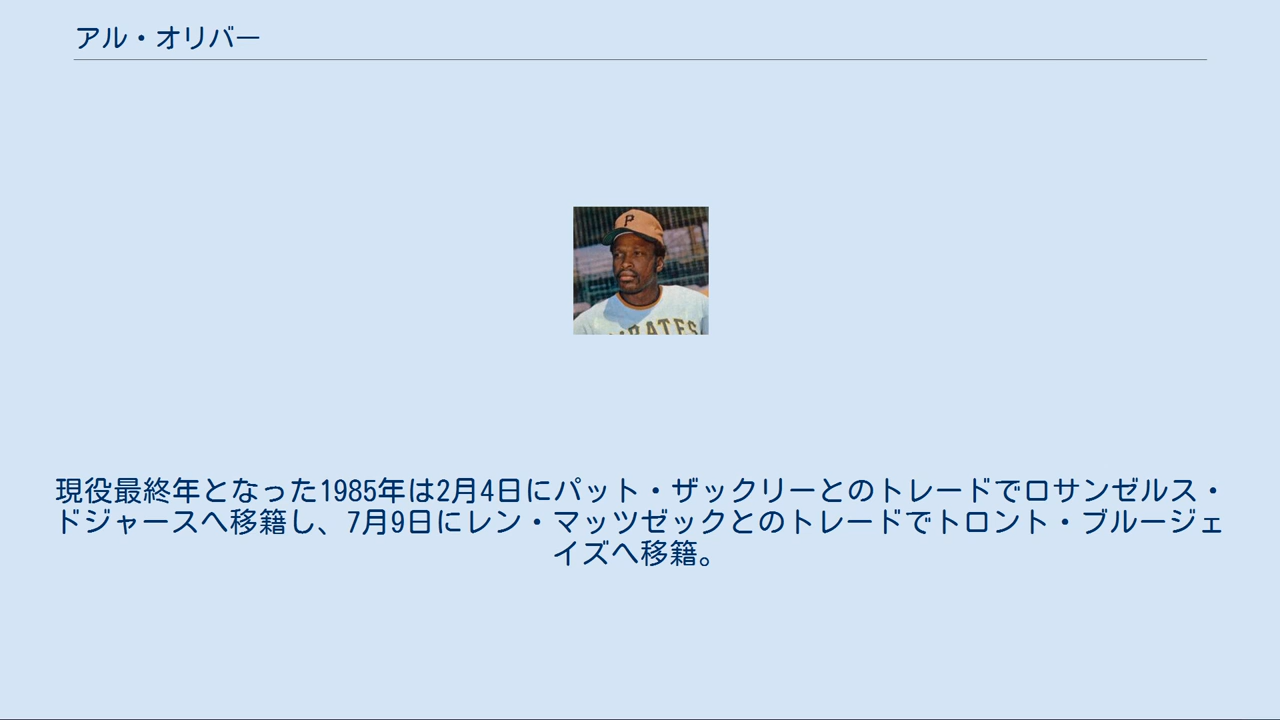 アル・オリバー
P
PIRATES
現役最終年となった1985年は2月4日にパット・ザックリーとのトレードでロサンゼルス・
ドジャースへ移籍し、7月9日にレン・マッツゼックとのトレードでトロント・ブルージェ
イズへ移籍。